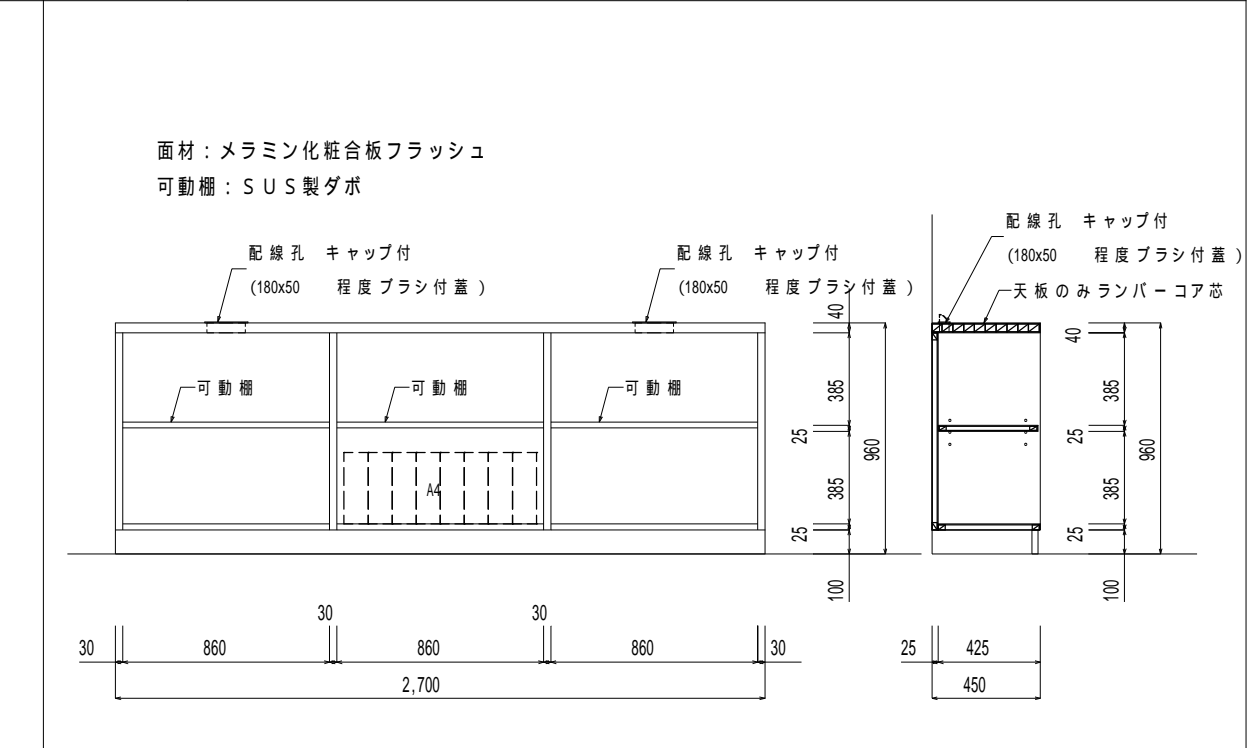 面材：メラミン化粧合板フラッシュ
可動棚：ＳＵＳ製ダボ
配線孔　キャップ付
(180x50　程度ブラシ付蓋)
配線孔　キャップ付
(180x50　程度ブラシ付蓋)
配線孔　キャップ付
(180x50　程度ブラシ付蓋)
天板のみランバーコア芯
可動棚
可動棚
可動棚
A4
40
385
25
385
25
100
960
40
385
25
385
25
100
960
30
30
30
860
860
860
30
2,700
25
425
450